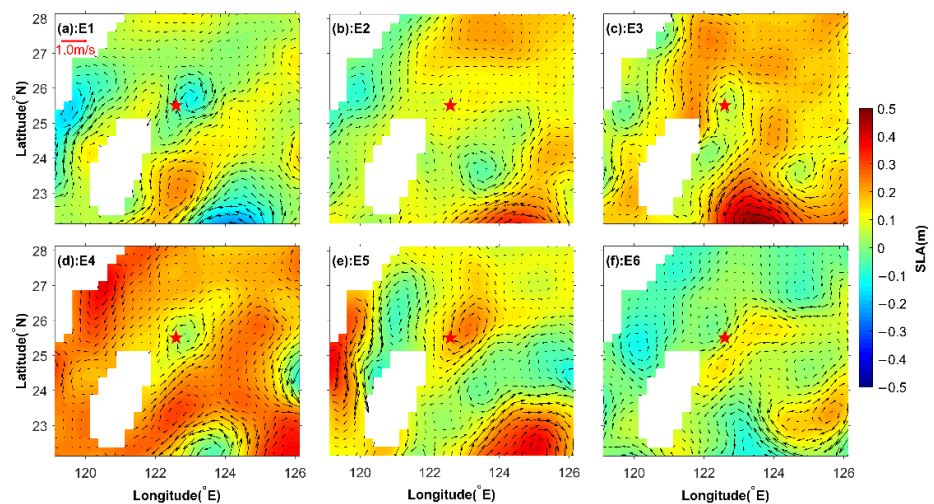 (a):E1
1.0m/s
(b):E2
(c):E3
28
27
26
25
24
23
Latitude(°N)
(d):E4
(e):E5
(f):E6
28
27
26
25
24
23
Latitude(°N)
120 122 124 126
120 122 124 126
120 122 124 126
Longitude(°E)
Longitude(°E)
Longitude(°E)
0.5
0.4
0.3
0.2
0.1
0
−0.1
−0.2
−0.3
−0.4
−0.5
SLA(m)